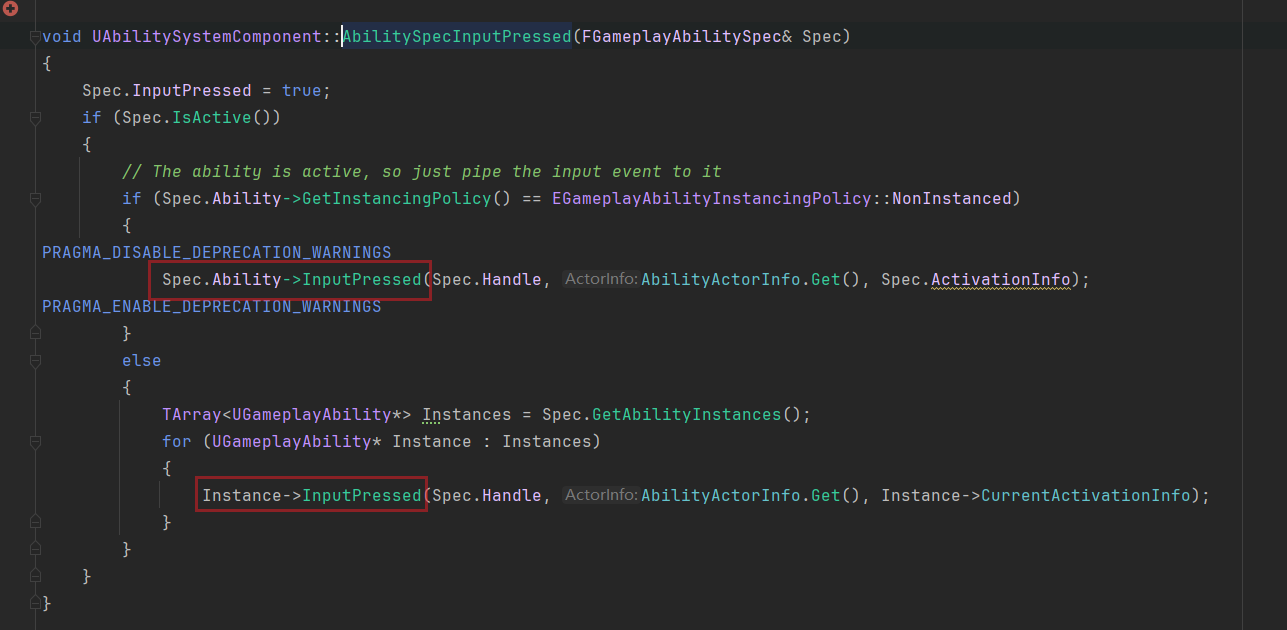 void UAbilitySystemComponent::AbilitySpecInputPressed(FGameplayAbilitySpec& Spec)
{
    Spec.InputPressed = true;
    if (Spec.IsActive())
    {
        // The ability is active, so just pipe the input event to it
        if (Spec.Ability->GetInstancingPolicy() == EGameplayAbilityInstancingPolicy::NonInstanced)
        {
PRAGMA_DISABLE_DEPRECATION_WARNINGS
            Spec.Ability->InputPressed(Spec.Handle, ActorInfo: AbilityActorInfo.Get(), Spec.ActivationInfo);
PRAGMA_ENABLE_DEPRECATION_WARNINGS
        }
        else
        {
            TArray<UGameplayAbility*> Instances = Spec.GetAbilityInstances();
            for (UGameplayAbility* Instance : Instances)
            {
                Instance->InputPressed(Spec.Handle, ActorInfo: AbilityActorInfo.Get(), Instance->CurrentActivationInfo);
            }
        }
    }
}